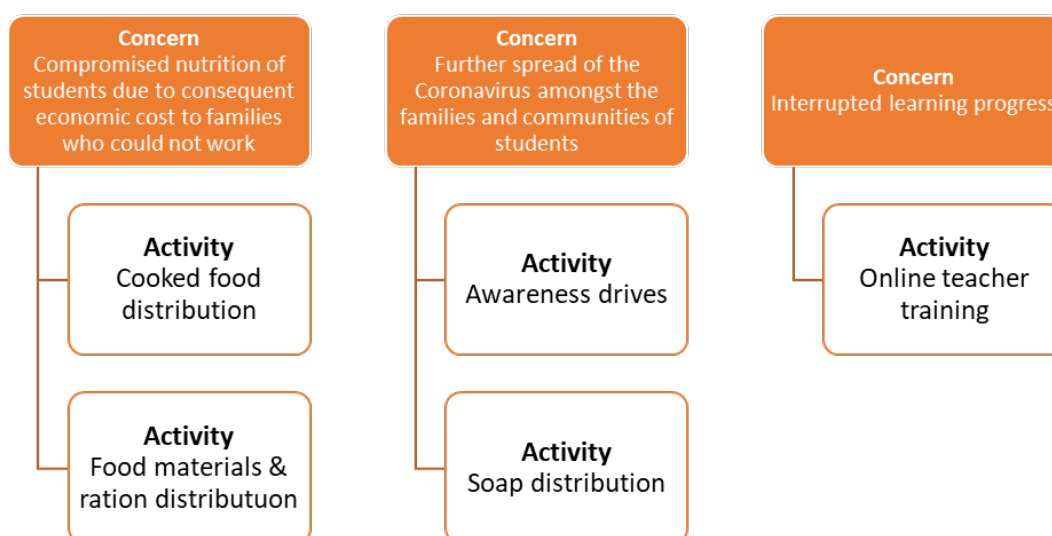 Concern
Compromised nutrition of
students due to consequent
economic cost to families
who could not work
Activity
Cooked food
distribution
Activity
Food materials &
ration distributuon
Concern
Further spread of the
Coronavirus amongst the
families and communities of
students
Activity
Awareness drives
Activity
Soap distribution
Concern
Interrupted learning progress
Activity
Online teacher
training